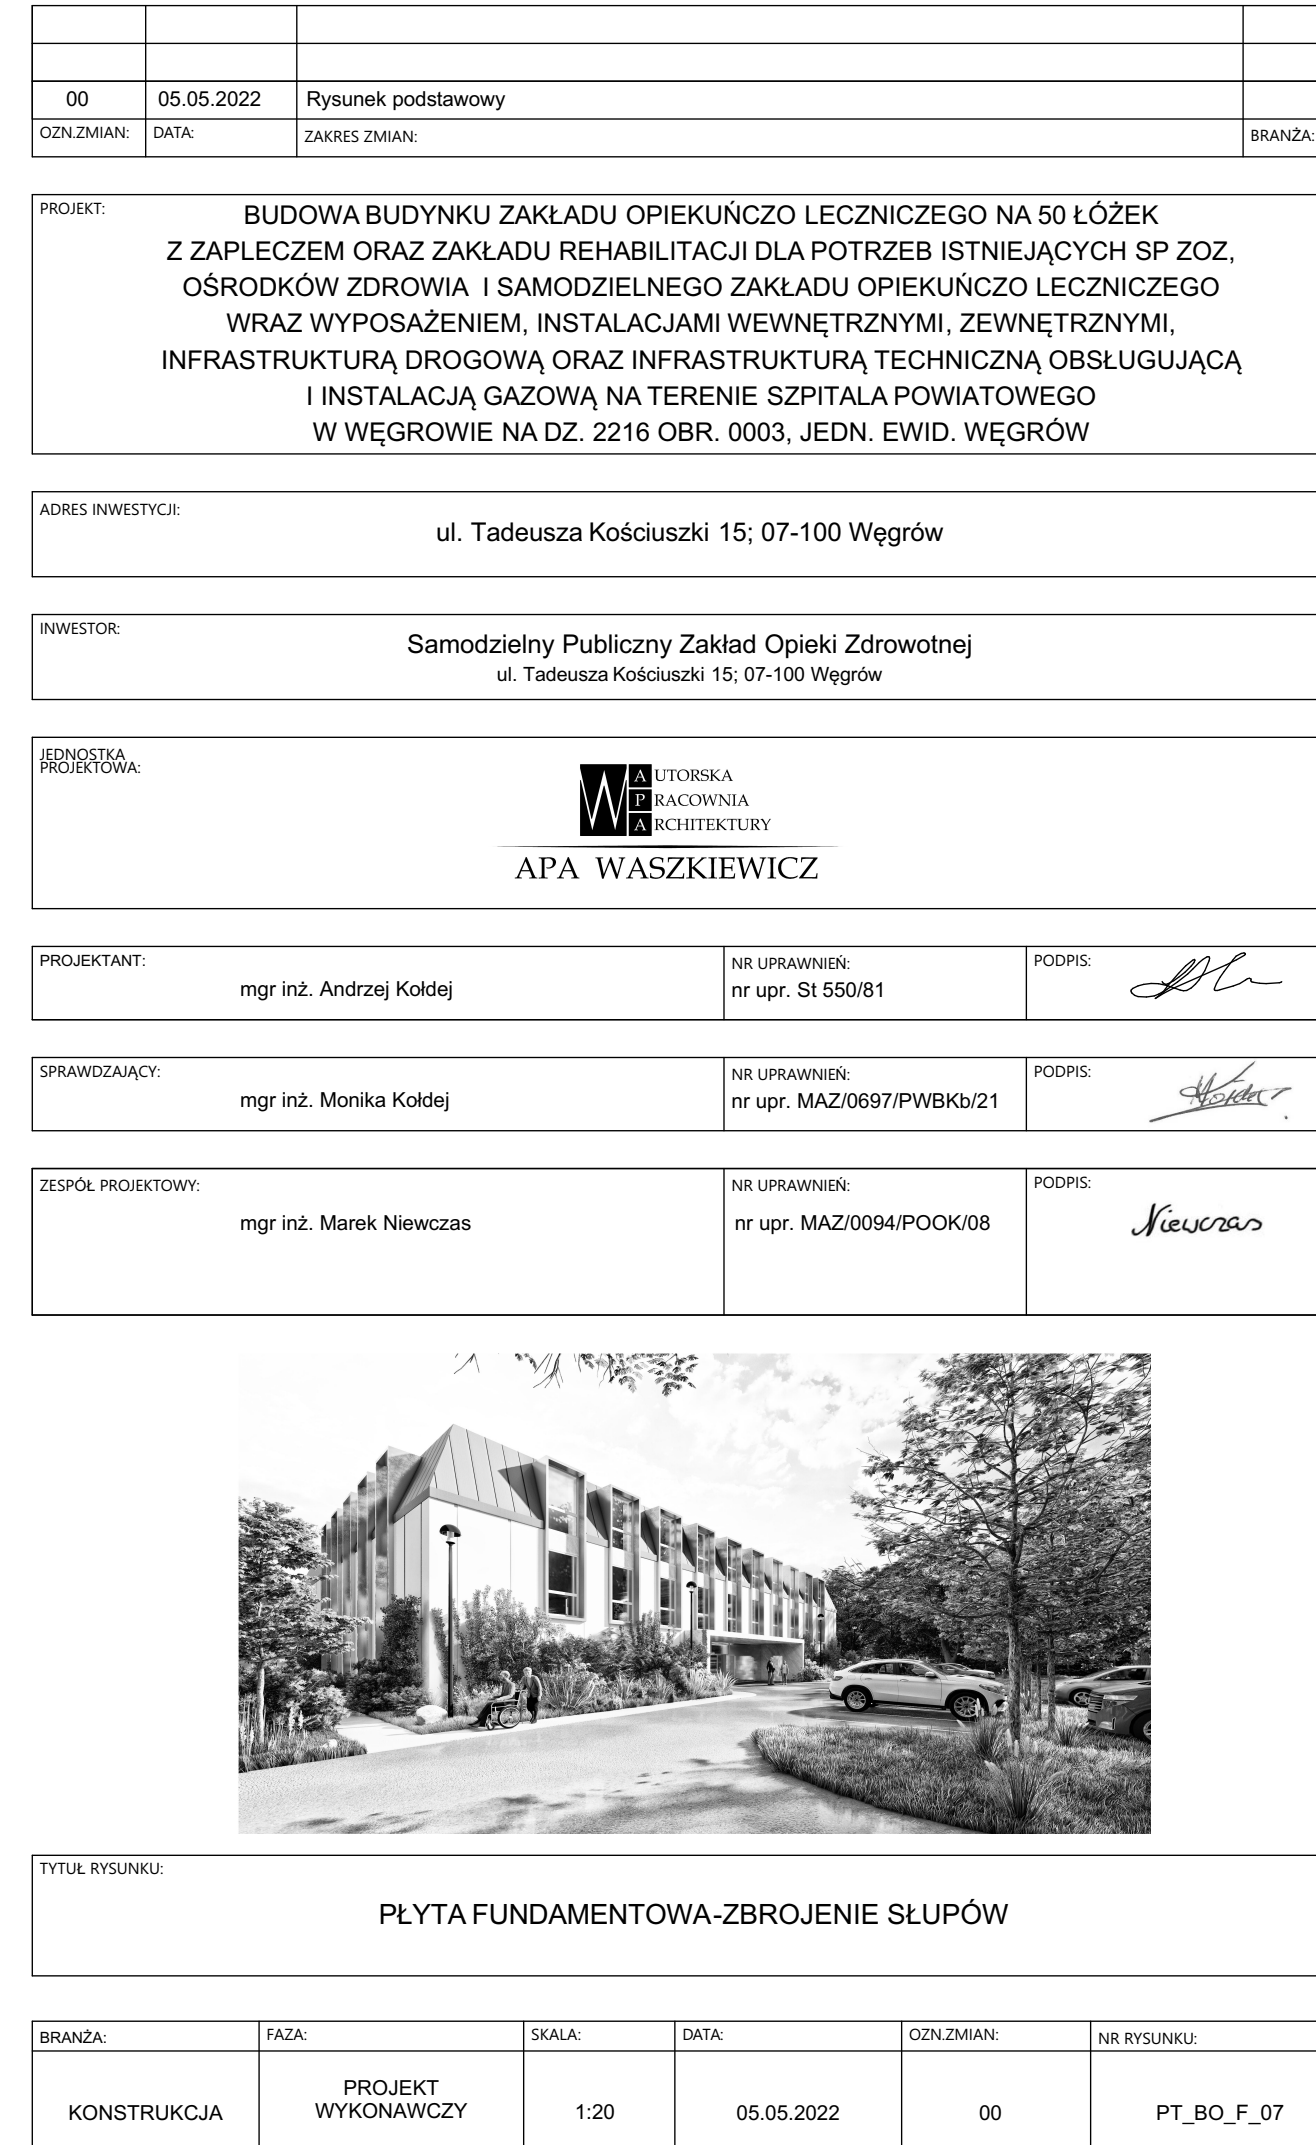 00 05.05.2022 Rysunek podstawowy
OZN.ZMIAN: DATA: ZAKRES ZMIAN: BRANŻA:
PROJEKT:
BUDOWA BUDYNKU ZAKŁADU OPIEKUŃCZO LECZNICZEGO NA 50 ŁÓŻEK
Z ZAPLECZEM ORAZ ZAKŁADU REHABILITACJI DLA POTRZEB ISTNIEJĄCYCH SP ZOZ,
OŚRODKÓW ZDROWIA I SAMODZIELNEGO ZAKŁADU OPIEKUŃCZO LECZNICZEGO
WRAZ WYPOSAŻENIEM, INSTALACJAMI WEWNĘTRZNYMI, ZEWNĘTRZNYMI,
INFRASTRUKTURĄ DROGOWĄ ORAZ INFRASTRUKTURĄ TECHNICZNĄ OBSŁUGUJĄCĄ
I INSTALACJĄ GAZOWĄ NA TERENIE SZPITALA POWIATOWEGO
W WĘGROWIE NA DZ. 2216 OBR. 0003, JEDN. EWID. WĘGRÓW
ADRES INWESTYCJI:
ul. Tadeusza Kościuszki 15; 07-100 Węgrów
INWESTOR:
Samodzielny Publiczny Zakład Opieki Zdrowotnej
ul. Tadeusza Kościuszki 15; 07-100 Węgrów
JEDNOSTKA
PROJEKTOWA:
W AUTORSKA
PRACOWNIA
ARCHITEKTURY
APA WASZKIEWICZ
PROJEKTANT: NR UPRAWNIEŃ: PODPIS:
mgr inż. Andrzej Kołdej nr upr. St 550/81
SPRAWDZAJĄCY: NR UPRAWNIEŃ: PODPIS:
mgr inż. Monika Kołdej nr upr. MAZ/0697/PWBKb/21
ZESPÓŁ PROJEKTOWY: NR UPRAWNIEŃ: PODPIS:
mgr inż. Marek Niewczas nr upr. MAZ/0094/POOK/08 Niewczas
TYTUŁ RYSUNKU:
PŁYTA FUNDAMENTOWA-ZBROJENIE SŁUPÓW
BRANŻA: FAZA: SKALA: DATA: OZN.ZMIAN: NR RYSUNKU:
KONSTRUKCJA PROJEKT
WYKONAWCZY 1:20 05.05.2022 00 PT_BO_F_07